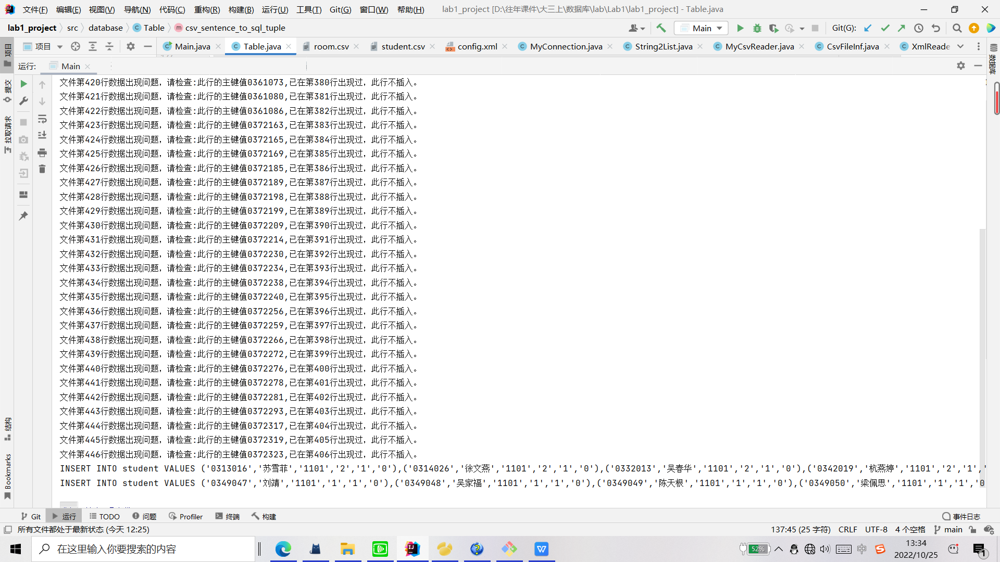 文件(F) 编辑(E) 视图(V) 导航(N) 代码(C) 重构(R) 构建(B) 运行(U) 工具(T) Git(G) 窗口(W) 帮助(H) lab1_project [D:\往年课件\大三上\数据库\lab\Lab1\lab1_project] - Table.java
lab1_project src database Table csv_sentence_to_sql_tuple Main Git(G):
项目 Main.java Table.java room.csv student.csv config.xml MyConnection.java String2List.java MyCsvReader.java CsvFileInf.java XmlReade
运行: Main
项目
提交
拉取请求
结构
Bookmarks
数据库
文件第420行数据出现问题, 请检查:此行的主键值0361073,已在第380行出现过, 此行不插入。
文件第421行数据出现问题, 请检查:此行的主键值0361080,已在第381行出现过, 此行不插入。
文件第422行数据出现问题, 请检查:此行的主键值0361086,已在第382行出现过, 此行不插入。
文件第423行数据出现问题, 请检查:此行的主键值0372163,已在第383行出现过, 此行不插入。
文件第424行数据出现问题, 请检查:此行的主键值0372165,已在第384行出现过, 此行不插入。
文件第425行数据出现问题, 请检查:此行的主键值0372169,已在第385行出现过, 此行不插入。
文件第426行数据出现问题, 请检查:此行的主键值0372185,已在第386行出现过, 此行不插入。
文件第427行数据出现问题, 请检查:此行的主键值0372189,已在第387行出现过, 此行不插入。
文件第428行数据出现问题, 请检查:此行的主键值0372198,已在第388行出现过, 此行不插入。
文件第429行数据出现问题, 请检查:此行的主键值0372199,已在第389行出现过, 此行不插入。
文件第430行数据出现问题, 请检查:此行的主键值0372209,已在第390行出现过, 此行不插入。
文件第431行数据出现问题, 请检查:此行的主键值0372214,已在第391行出现过, 此行不插入。
文件第432行数据出现问题, 请检查:此行的主键值0372230,已在第392行出现过, 此行不插入。
文件第433行数据出现问题, 请检查:此行的主键值0372234,已在第393行出现过, 此行不插入。
文件第434行数据出现问题, 请检查:此行的主键值0372238,已在第394行出现过, 此行不插入。
文件第435行数据出现问题, 请检查:此行的主键值0372240,已在第395行出现过, 此行不插入。
文件第436行数据出现问题, 请检查:此行的主键值0372256,已在第396行出现过, 此行不插入。
文件第437行数据出现问题, 请检查:此行的主键值0372259,已在第397行出现过, 此行不插入。
文件第438行数据出现问题, 请检查:此行的主键值0372266,已在第398行出现过, 此行不插入。
文件第439行数据出现问题, 请检查:此行的主键值0372272,已在第399行出现过, 此行不插入。
文件第440行数据出现问题, 请检查:此行的主键值0372276,已在第400行出现过, 此行不插入。
文件第441行数据出现问题, 请检查:此行的主键值0372278,已在第401行出现过, 此行不插入。
文件第442行数据出现问题, 请检查:此行的主键值0372281,已在第402行出现过, 此行不插入。
文件第443行数据出现问题, 请检查:此行的主键值0372293,已在第403行出现过, 此行不插入。
文件第444行数据出现问题, 请检查:此行的主键值0372317,已在第404行出现过, 此行不插入。
文件第445行数据出现问题, 请检查:此行的主键值0372319,已在第405行出现过, 此行不插入。
文件第446行数据出现问题, 请检查:此行的主键值0372323,已在第406行出现过, 此行不插入。
INSERT INTO student VALUES ('0313016','苏雪菲','1101','2','1','0'),('0314026','徐文燕','1101','2','1','0'),('0332013','吴春华','1101','2','1','0'),('0342019','杭燕婷','1101','2','1','
INSERT INTO student VALUES ('0349047','刘靖','1101','1','1','0'),('0349048','吴家福','1101','1','1','0'),('0349049','陈天根','1101','1','1','0'),('0349050','梁佩思','1101','1','1','0
Git 运行 TODO 问题 Profiler 终端 构建 事件日志
所有文件都处于最新状态 (今天 12:25) 137:45 (25 字符) CRLF UTF-8 4 个空格 main
在这里输入你要搜索的内容 52% 中 13:34
2022/10/25 1